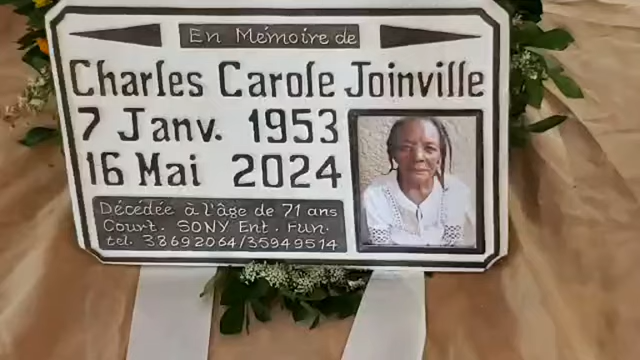 En Mémoire de
Charles Carole Joinville
7 Janv. 1953
16 Mai 2024
Décédée à l'âge de 71 ans
Court. SONY Ent. Fun.
tel. 38692064/35949514